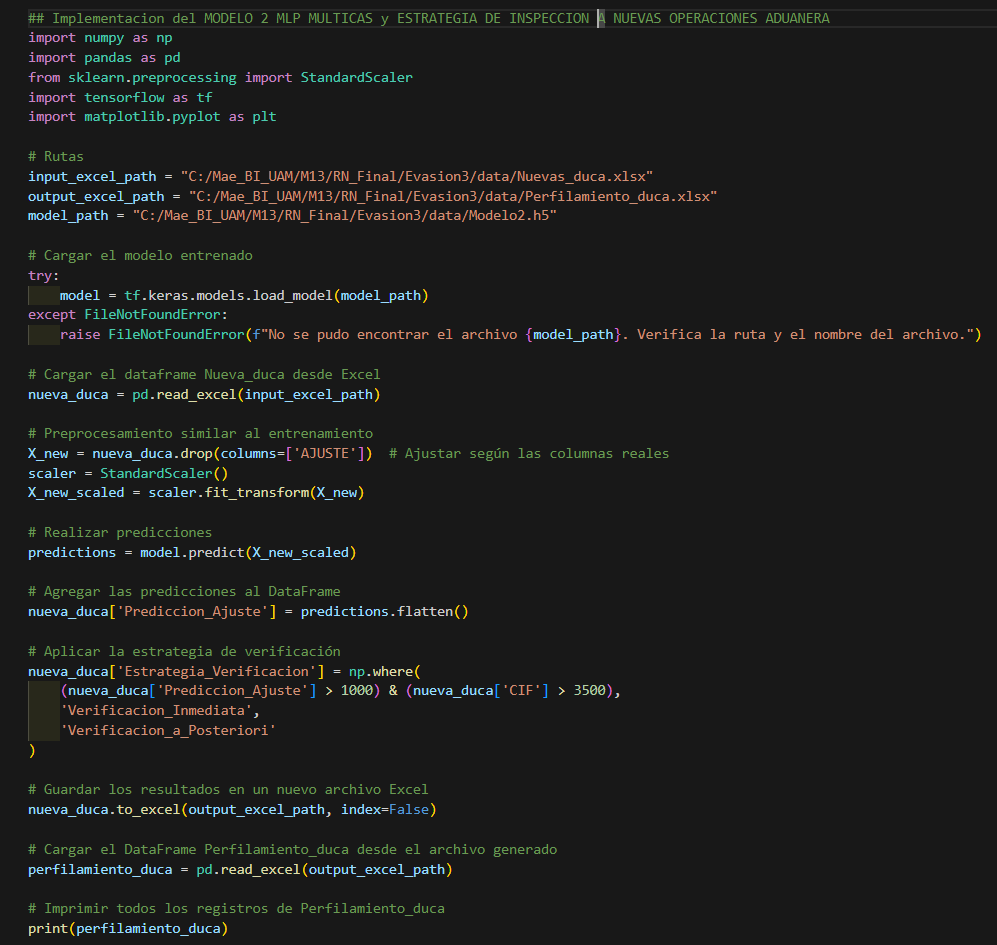 ## Implementacion del MODELO 2 MLP MULTICAS y ESTRATEGIA DE INSPECCION A NUEVAS OPERACIONES ADUANERA
import numpy as np
import pandas as pd
from sklearn.preprocessing import StandardScaler
import tensorflow as tf
import matplotlib.pyplot as plt

# Rutas
input_excel_path = "C:/Mae_BI_UAM/M13/RN_Final/Evasion3/data/Nuevas_duca.xlsx"
output_excel_path = "C:/Mae_BI_UAM/M13/RN_Final/Evasion3/data/Perfilamiento_duca.xlsx"
model_path = "C:/Mae_BI_UAM/M13/RN_Final/Evasion3/data/Modelo2.h5"

# Cargar el modelo entrenado
try:
    model = tf.keras.models.load_model(model_path)
except FileNotFoundError:
    raise FileNotFoundError(f"No se pudo encontrar el archivo {model_path}. Verifica la ruta y el nombre del archivo.")

# Cargar el dataframe Nueva_duca desde Excel
nueva_duca = pd.read_excel(input_excel_path)

# Preprocesamiento similar al entrenamiento
X_new = nueva_duca.drop(columns=['AJUSTE'])  # Ajustar según las columnas reales
scaler = StandardScaler()
X_new_scaled = scaler.fit_transform(X_new)

# Realizar predicciones
predictions = model.predict(X_new_scaled)

# Agregar las predicciones al DataFrame
nueva_duca['Prediccion_Ajuste'] = predictions.flatten()

# Aplicar la estrategia de verificación
nueva_duca['Estrategia_Verificacion'] = np.where(
    (nueva_duca['Prediccion_Ajuste'] > 1000) & (nueva_duca['CIF'] > 3500),
    'Verificacion_Inmediata',
    'Verificacion_a_Posteriori'
)

# Guardar los resultados en un nuevo archivo Excel
nueva_duca.to_excel(output_excel_path, index=False)

# Cargar el DataFrame Perfilamiento_duca desde el archivo generado
perfilamiento_duca = pd.read_excel(output_excel_path)

# Imprimir todos los registros de Perfilamiento_duca
print(perfilamiento_duca)